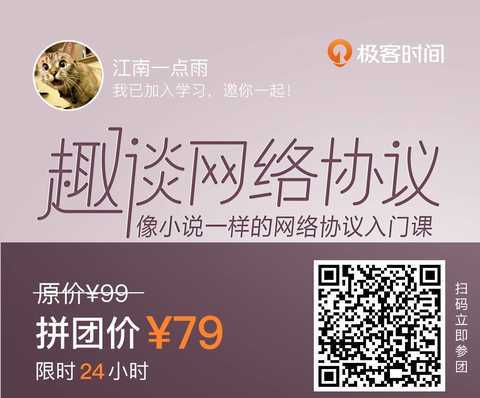 极客时间
江南一点雨
我已加入学习，邀你一起！
趣谈网络协议
像小说一样的网络协议入门课
原价¥99
拼团价¥79
限时24小时
扫码立即参团